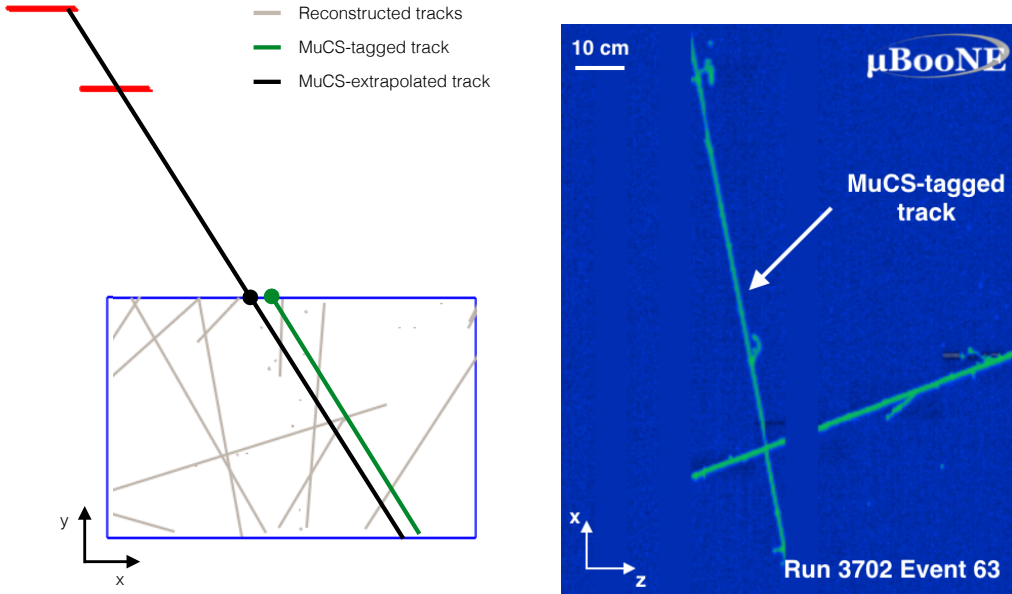 Reconstructed tracks
MuCS-tagged track
MuCS-extrapolated track
y
x
10 cm
µBooNE
MuCS-tagged
track
x
z
Run 3702 Event 63